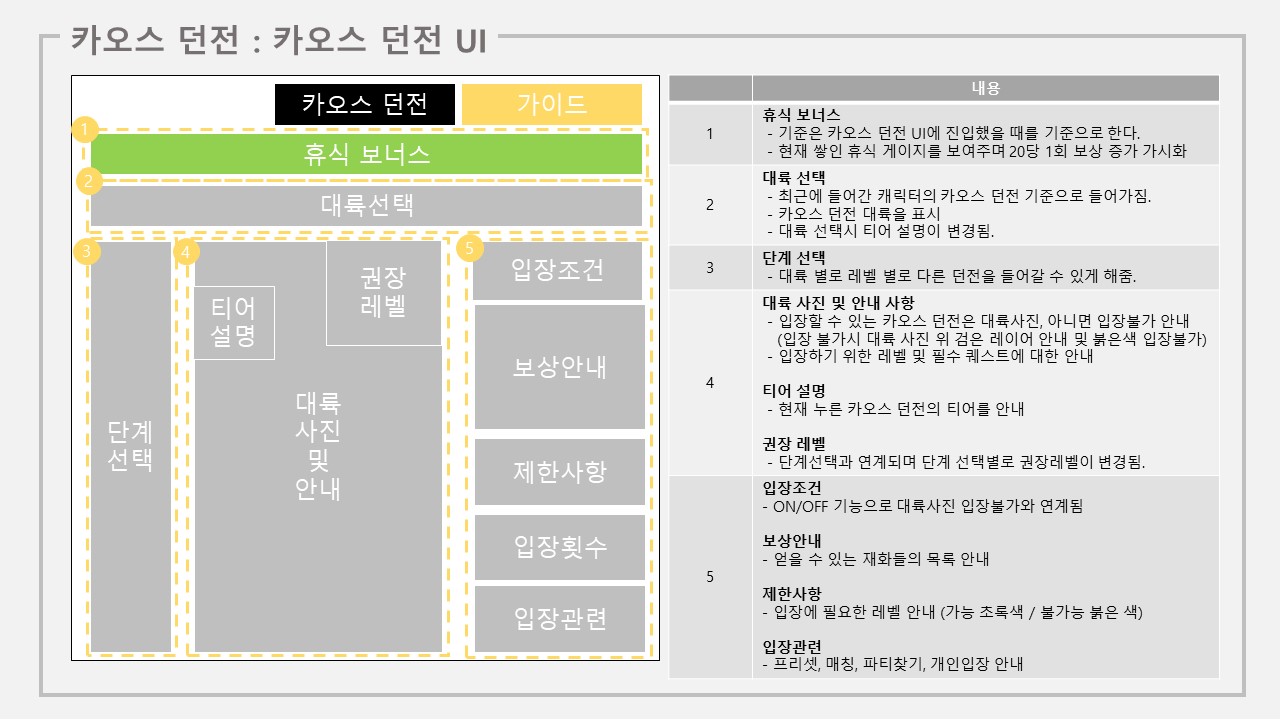 카오스 던전 : 카오스 던전 UI
카오스 던전
가이드
1
휴식 보너스
2
대륙선택
3
단계
선택
4
티어
설명
권장
레벨
대륙
사진
및
안내
5
입장조건
보상안내
제한사항
입장횟수
입장관련
내용
1
휴식 보너스
- 기준은 카오스 던전 UI에 진입했을 때를 기준으로 한다.
- 현재 쌓인 휴식 게이지를 보여주며 20당 1회 보상 증가 가시화
2
대륙 선택
- 최근에 들어간 캐릭터의 카오스 던전 기준으로 들어가짐.
- 카오스 던전 대륙을 표시
- 대륙 선택시 티어 설명이 변경됨.
3
단계 선택
- 대륙 별로 레벨 별로 다른 던전을 들어갈 수 있게 해줌.
4
대륙 사진 및 안내 사항
- 입장할 수 있는 카오스 던전은 대륙사진, 아니면 입장불가 안내
(입장 불가시 대륙 사진 위 검은 레이어 안내 및 붉은색 입장불가)
- 입장하기 위한 레벨 및 필수 퀘스트에 대한 안내
티어 설명
- 현재 누른 카오스 던전의 티어를 안내
권장 레벨
- 단계선택과 연계되며 단계 선택별로 권장레벨이 변경됨.
5
입장조건
- ON/OFF 기능으로 대륙사진 입장불가와 연계됨
보상안내
- 얻을 수 있는 재화들의 목록 안내
제한사항
- 입장에 필요한 레벨 안내 (가능 초록색 / 불가능 붉은 색)
입장관련
- 프리셋, 매칭, 파티찾기, 개인입장 안내